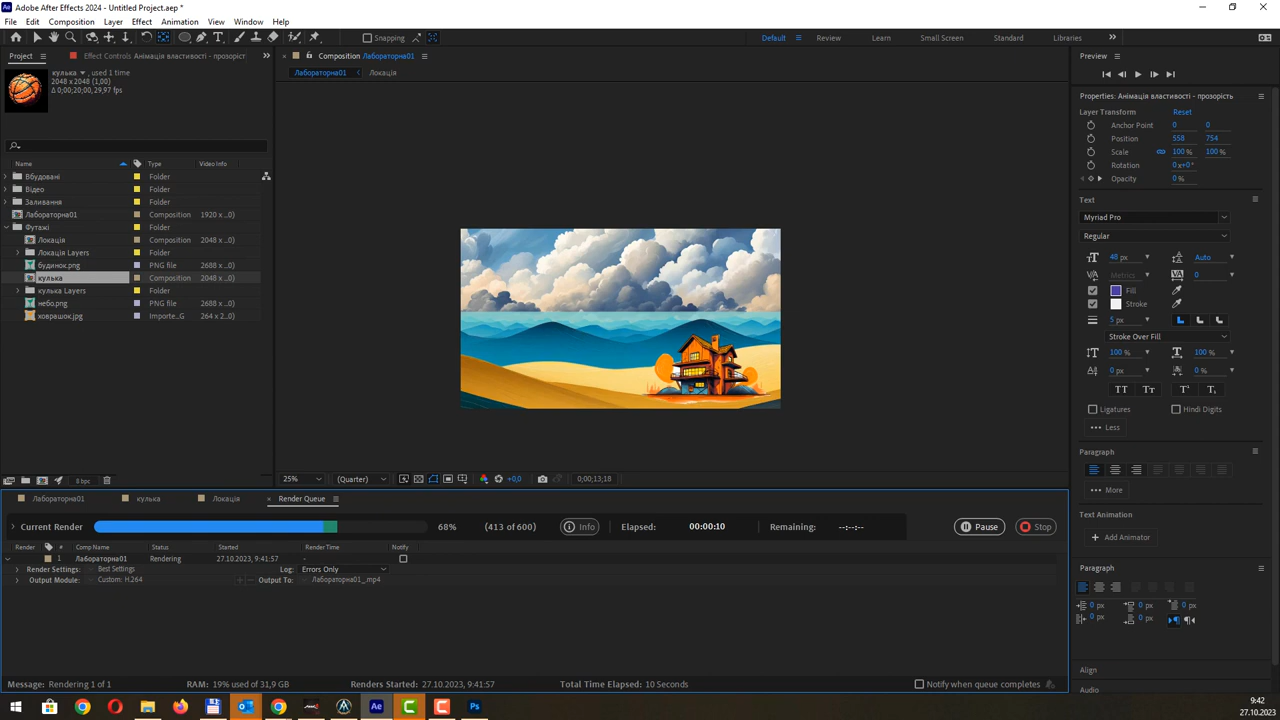 Adobe After Effects 2024 - Untitled Project.aep *
File Edit Composition Layer Effect Animation View Window Help
Snapping
Default Review Learn Small Screen Standard Libraries
Project Effect Controls Анімація властивості - прозоріст
Composition Лабораторна01
Preview
кулька , used 1 time
2048 x 2048 (1,00)
Δ 0;00;20;00, 29,97 fps
Лабораторна01 Локація
Properties: Анімація властивості - прозорість
Layer Transform Reset
Anchor Point 0 0
Position 558 754
Scale 100 % 100 %
Rotation 0x+0°
Opacity 0 %
Name Type Video Info
Вбудовані Folder
Відео Folder
Заливання Folder
Лабораторна01 Composition 1920 x ...0)
Футажі Folder
Локація Composition 2048 x ...0)
Локація Layers Folder
будинок.png PNG file 2688 x ...0)
кулька Composition 2048 x ...0)
кулька Layers Folder
небо.png PNG file 2688 x ...0)
ховрашок.jpg Importe...G 264 x 2...0)
Text
Myriad Pro
Regular
48 px Auto
Metrics 0
Fill
Stroke
5 px
Stroke Over Fill
100 % 100 %
0 px 0 %
TT Tт T¹ T₁
Ligatures Hindi Digits
Less
Paragraph
More
Text Animation
Add Animator
Paragraph
0 px 0 px 0 px
0 px 0 px
Align
Audio
8 bpc
25% (Quarter) +0,0 0;00;13;18
Лабораторна01 кулька Локація Render Queue
Current Render 68% (413 of 600) Info Elapsed: 00:00:10 Remaining: --:--:-- Pause Stop
Render # Comp Name Status Started Render Time Notify
1 Лабораторна01 Rendering 27.10.2023, 9:41:57 -
Render Settings: Best Settings Log: Errors Only
Output Module: Custom: H.264 Output To: Лабораторна01_.mp4
Message: Rendering 1 of 1 RAM: 19% used of 31,9 GB Renders Started: 27.10.2023, 9:41:57 Total Time Elapsed: 10 Seconds Notify when queue completes
9:42
27.10.2023